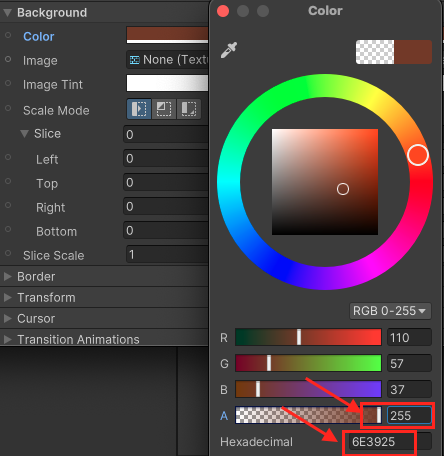 Background
Color
Image
None (Textu
Image Tint
Scale Mode
Slice
0
Left
0
Top
0
Right
0
Bottom
0
Slice Scale
1
Border
Transform
Cursor
Transition Animations
Color
RGB 0-255
R
110
G
57
B
37
A
255
Hexadecimal
6E3925